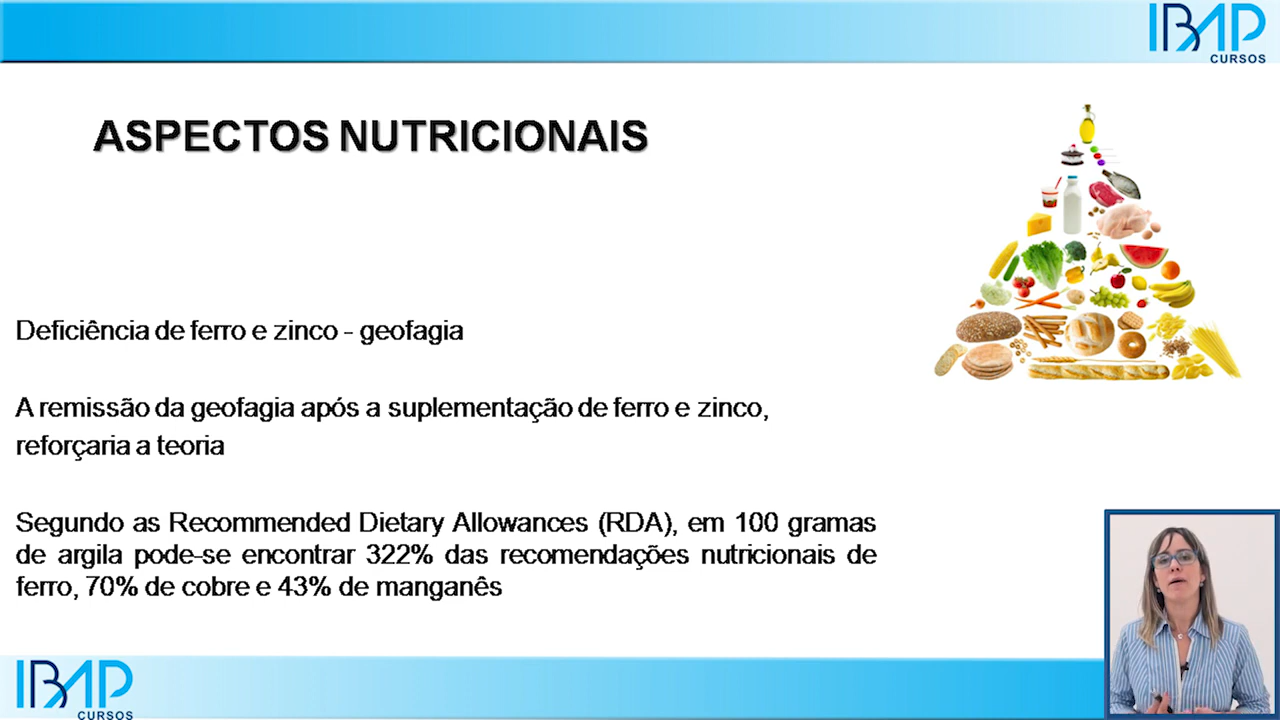 IBAP
CURSOS
ASPECTOS NUTRICIONAIS
Deficiência de ferro e zinco - geofagia
A remissão da geofagia após a suplementação de ferro e zinco,
reforçaria a teoria
Segundo as Recommended Dietary Allowances (RDA), em 100 gramas
de argila pode-se encontrar 322% das recomendações nutricionais de
ferro, 70% de cobre e 43% de manganês
IBAP
CURSOS